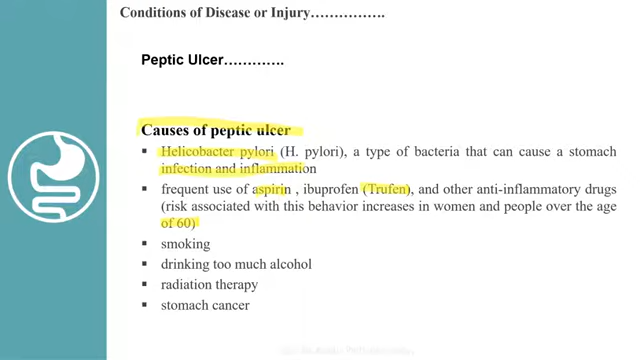 Conditions of Disease or Injury…………….
Peptic Ulcer………….
Causes of peptic ulcer
▪ Helicobacter pylori (H. pylori), a type of bacteria that can cause a stomach
infection and inflammation
▪ frequent use of aspirin , ibuprofen (Trufen), and other anti-inflammatory drugs
(risk associated with this behavior increases in women and people over the age
of 60)
▪ smoking
▪ drinking too much alcohol
▪ radiation therapy
▪ stomach cancer